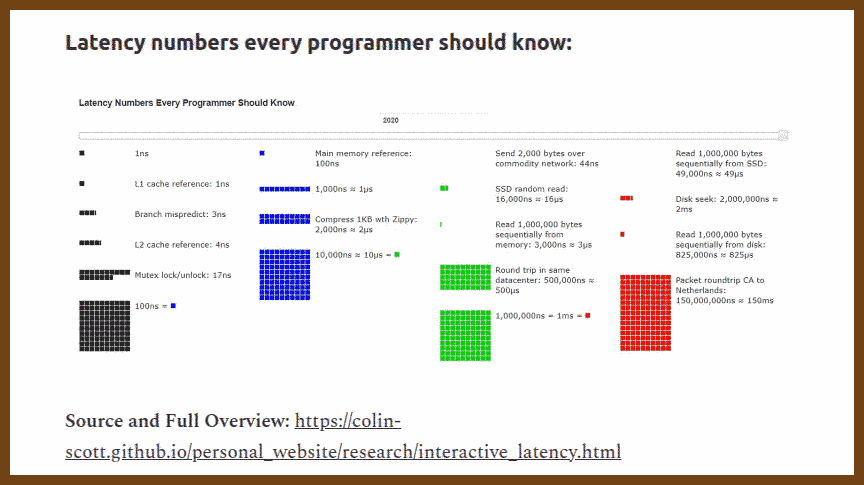 Latency numbers every programmer should know:
Latency Numbers Every Programmer Should Know
2020
1ns
L1 cache reference: 1ns
Branch mispredict: 3ns
L2 cache reference: 4ns
Mutex lock/unlock: 17ns
100ns =
Main memory reference:
100ns
1,000ns ≈ 1μs
Compress 1KB wth Zippy:
2,000ns ≈ 2μs
10,000ns ≈ 10μs =
Send 2,000 bytes over
commodity network: 44ns
SSD random read:
16,000ns ≈ 16μs
Read 1,000,000 bytes
sequentially from
memory: 3,000ns ≈ 3μs
Round trip in same
datacenter: 500,000ns ≈
500μs
1,000,000ns = 1ms =
Read 1,000,000 bytes
sequentially from SSD:
49,000ns ≈ 49μs
Disk seek: 2,000,000ns ≈
2ms
Read 1,000,000 bytes
sequentially from disk:
825,000ns ≈ 825μs
Packet roundtrip CA to
Netherlands:
150,000,000ns ≈ 150ms
Source and Full Overview: https://colin-
scott.github.io/personal_website/research/interactive_latency.html